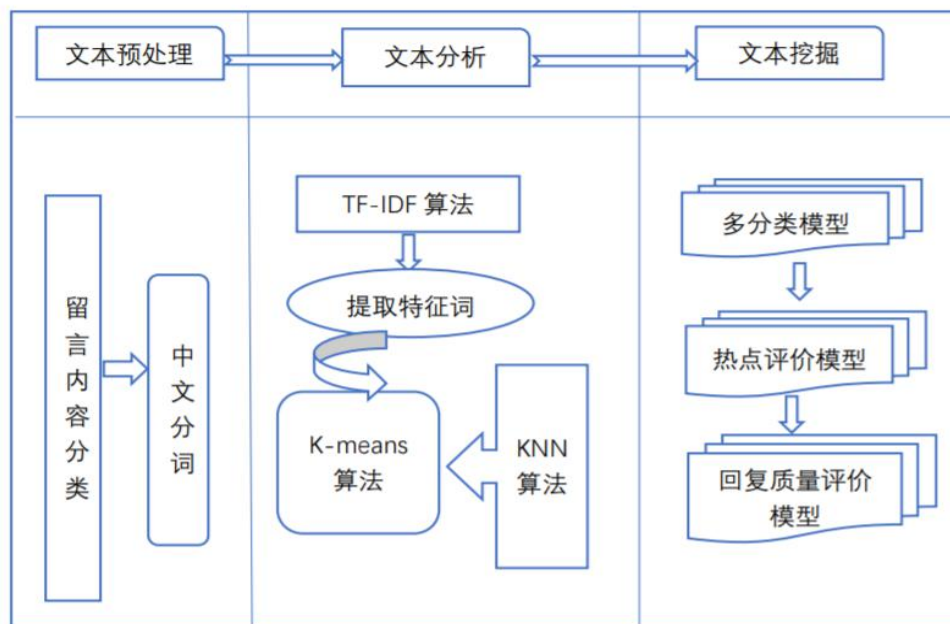 文本预处理
文本分析
文本挖掘
留言内容分类
中文分词
TF-IDF 算法
提取特征词
K-means
算法
KNN
算法
多分类模型
热点评价模型
回复质量评价
模型